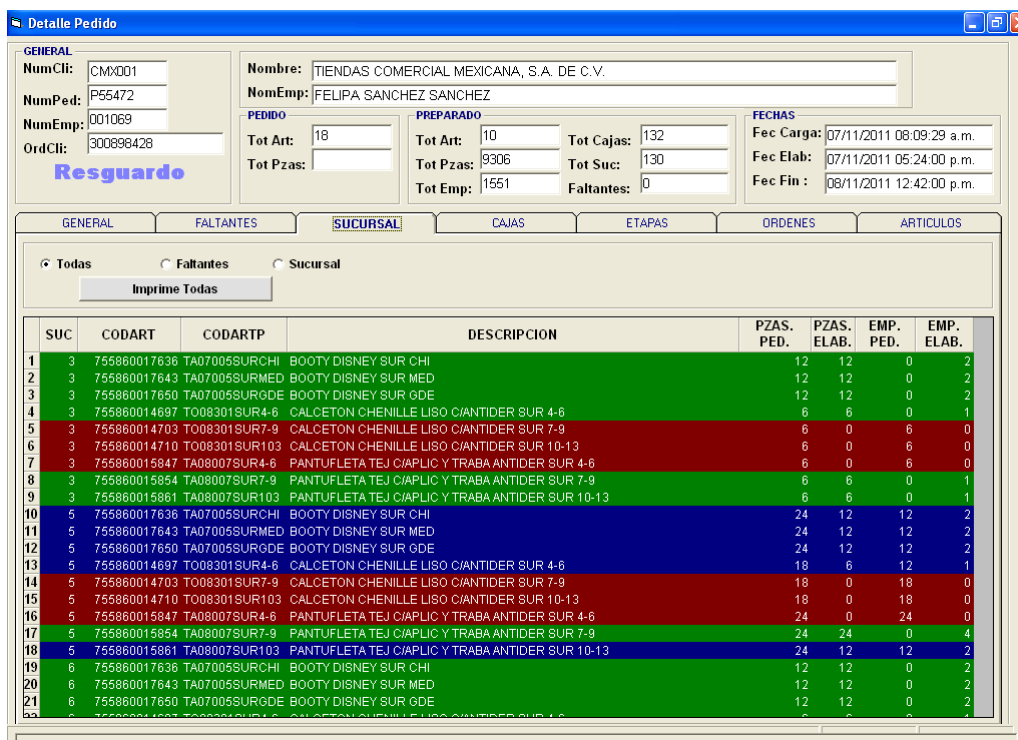 Detalle Pedido
GENERAL
NumCli: CMX001
NumPed: P55472
NumEmp: 001069
OrdCli: 300898428
Resguardo
Nombre: TIENDAS COMERCIAL MEXICANA, S.A. DE C.V.
NomEmp: FELIPA SANCHEZ SANCHEZ
PEDIDO
Tot Art: 18
Tot Pzas:
PREPARADO
Tot Art: 10 Tot Cajas: 132
Tot Pzas: 9306 Tot Suc: 130
Tot Emp: 1551 Faltantes: 0
FECHAS
Fec Carga: 07/11/2011 08:09:29 a.m.
Fec Elab: 07/11/2011 05:24:00 p.m.
Fec Fin : 08/11/2011 12:42:00 p.m.
GENERAL FALTANTES SUCURSAL CAJAS ETAPAS ORDENES ARTICULOS
Todas Faltantes Sucursal
Imprime Todas
SUC CODART CODARTP DESCRIPCION PZAS. PED. PZAS. ELAB. EMP. PED. EMP. ELAB.
1 3 755860017636 TA07005SURCHI BOOTY DISNEY SUR CHI 12 12 0 2
2 3 755860017643 TA07005SURMED BOOTY DISNEY SUR MED 12 12 0 2
3 3 755860017650 TA07005SURGDE BOOTY DISNEY SUR GDE 12 12 0 2
4 3 755860014697 TO08301SUR4-6 CALCETON CHENILLE LISO C/ANTIDER SUR 4-6 6 6 0 1
5 3 755860014703 TO08301SUR7-9 CALCETON CHENILLE LISO C/ANTIDER SUR 7-9 6 0 6 0
6 3 755860014710 TO08301SUR103 CALCETON CHENILLE LISO C/ANTIDER SUR 10-13 6 0 6 0
7 3 755860015847 TA08007SUR4-6 PANTUFLETA TEJ C/APLIC Y TRABA ANTIDER SUR 4-6 6 0 6 0
8 3 755860015854 TA08007SUR7-9 PANTUFLETA TEJ C/APLIC Y TRABA ANTIDER SUR 7-9 6 6 0 1
9 3 755860015861 TA08007SUR103 PANTUFLETA TEJ C/APLIC Y TRABA ANTIDER SUR 10-13 6 6 0 1
10 5 755860017636 TA07005SURCHI BOOTY DISNEY SUR CHI 24 12 12 2
11 5 755860017643 TA07005SURMED BOOTY DISNEY SUR MED 24 12 12 2
12 5 755860017650 TA07005SURGDE BOOTY DISNEY SUR GDE 24 12 12 2
13 5 755860014697 TO08301SUR4-6 CALCETON CHENILLE LISO C/ANTIDER SUR 4-6 18 6 12 1
14 5 755860014703 TO08301SUR7-9 CALCETON CHENILLE LISO C/ANTIDER SUR 7-9 18 0 18 0
15 5 755860014710 TO08301SUR103 CALCETON CHENILLE LISO C/ANTIDER SUR 10-13 18 0 18 0
16 5 755860015847 TA08007SUR4-6 PANTUFLETA TEJ C/APLIC Y TRABA ANTIDER SUR 4-6 24 0 24 0
17 5 755860015854 TA08007SUR7-9 PANTUFLETA TEJ C/APLIC Y TRABA ANTIDER SUR 7-9 24 24 0 4
18 5 755860015861 TA08007SUR103 PANTUFLETA TEJ C/APLIC Y TRABA ANTIDER SUR 10-13 24 12 12 2
19 6 755860017636 TA07005SURCHI BOOTY DISNEY SUR CHI 12 12 0 2
20 6 755860017643 TA07005SURMED BOOTY DISNEY SUR MED 12 12 0 2
21 6 755860017650 TA07005SURGDE BOOTY DISNEY SUR GDE 12 12 0 2